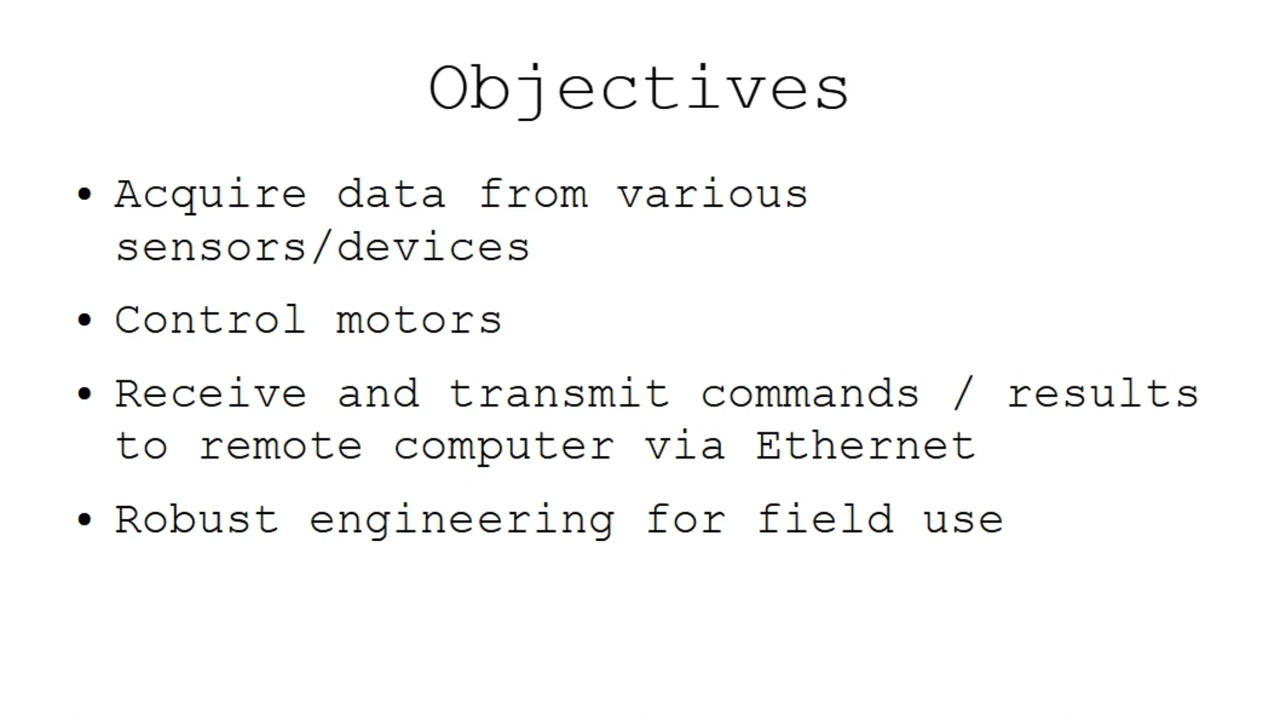 Objectives
• Acquire data from various
sensors/devices
• Control motors
• Receive and transmit commands / results
to remote computer via Ethernet
• Robust engineering for field use